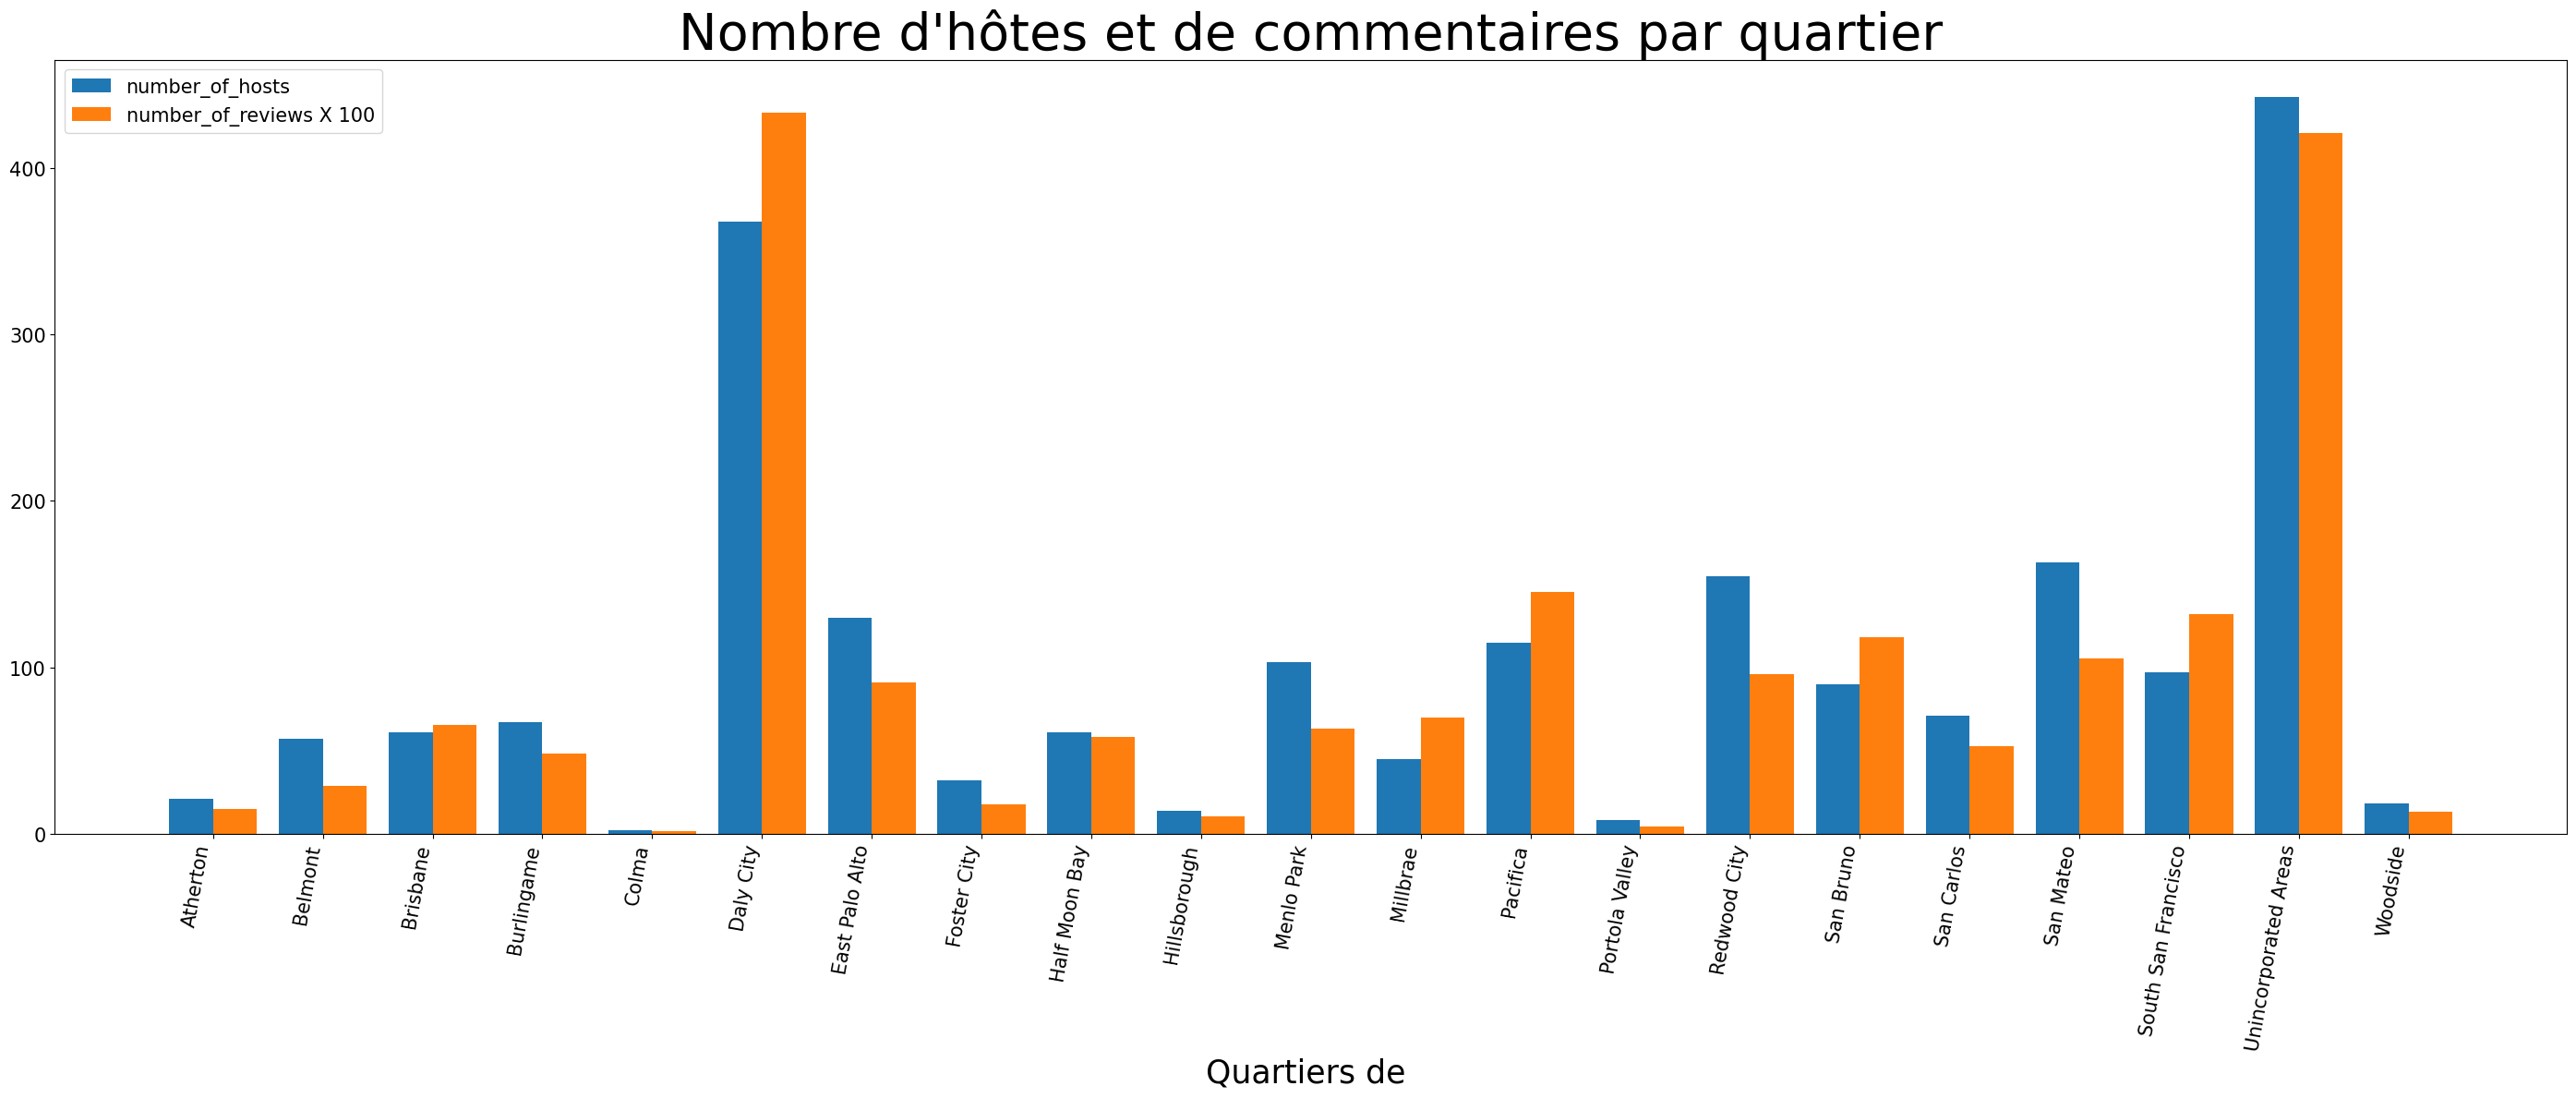 Nombre d'hôtes et de commentaires par quartier
number_of_hosts
number_of_reviews X 100
400
300
200
100
0
Atherton
Belmont
Brisbane
Burlingame
Colma
Daly City
East Palo Alto
Foster City
Half Moon Bay
Hillsborough
Menlo Park
Millbrae
Pacifica
Portola Valley
Redwood City
San Bruno
San Carlos
San Mateo
South San Francisco
Unincorporated Areas
Woodside
Quartiers de